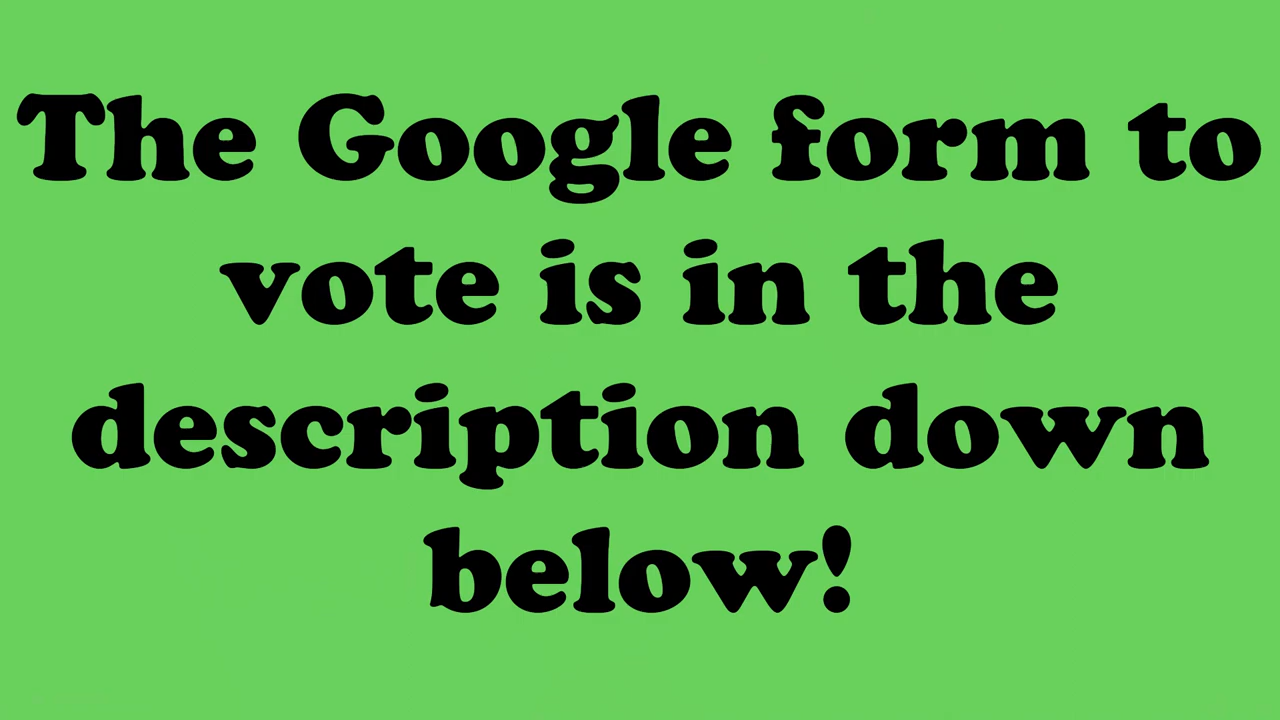 The Google form to
vote is in the
description down
below!